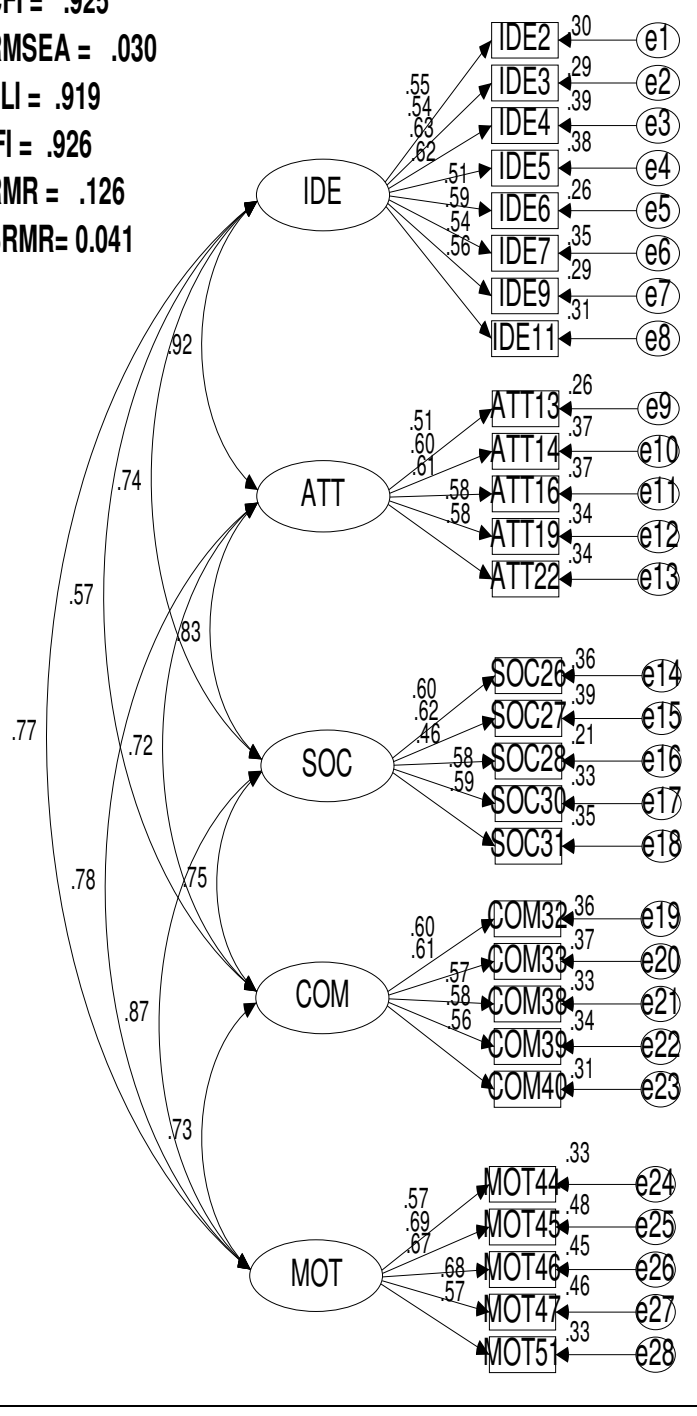 CFI = .925
RMSEA = .030
LI = .919
FI = .926
RMR = .126
SRMR= 0.041
IDE
.55
.54
.63
.62
.51
.59
.54
.56
IDE2 .30 e1
IDE3 .29 e2
IDE4 .39 e3
IDE5 .38 e4
IDE6 .26 e5
IDE7 .35 e6
IDE9 .29 e7
IDE11 .31 e8
.92
ATT
.51
.60
.61
.58
.58
ATT13 .26 e9
ATT14 .37 e10
ATT16 .37 e11
ATT19 .34 e12
ATT22 .34 e13
.74
.57
.83
.77
.72
SOC
.60
.62
.46
.58
.59
SOC26 .36 e14
SOC27 .39 e15
SOC28 .21 e16
SOC30 .33 e17
SOC31 .35 e18
.78
.75
COM
.60
.61
.57
.58
.56
COM32 .36 e19
COM33 .37 e20
COM38 .33 e21
COM39 .34 e22
COM40 .31 e23
.87
.73
MOT
.57
.69
.67
.68
.57
MOT44 .33 e24
MOT45 .48 e25
MOT46 .45 e26
MOT47 .46 e27
MOT51 .33 e28